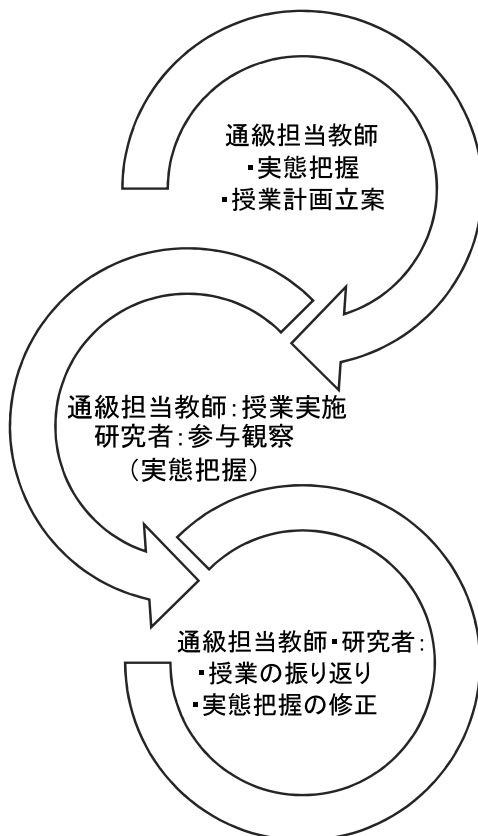 通級担当教師
・実態把握
・授業計画立案
通級担当教師：授業実施
研究者：参与観察
（実態把握）
通級担当教師・研究者：
・授業の振り返り
・実態把握の修正